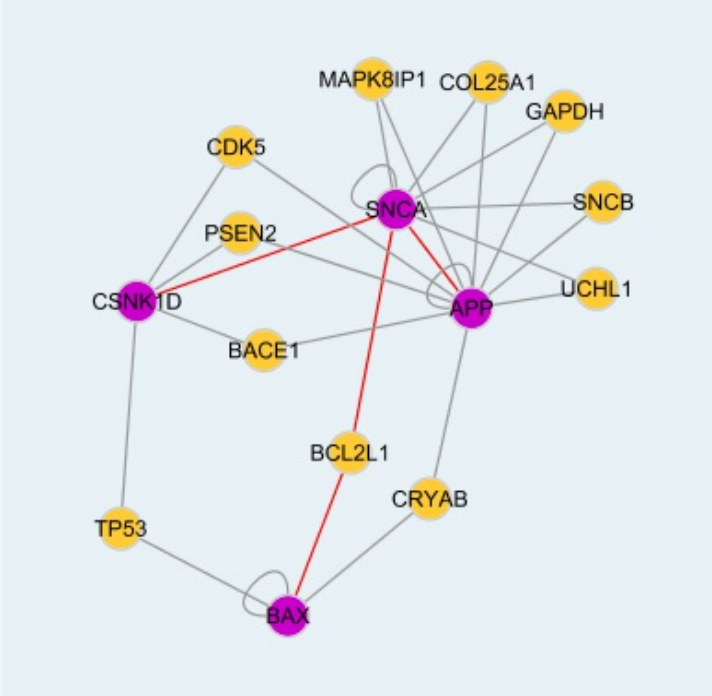 MAPK8IP1
COL25A1
GAPDH
CDK5
SNCA
SNCB
PSEN2
UCHL1
CSNK1D
APP
BACE1
BCL2L1
CRYAB
TP53
BAX